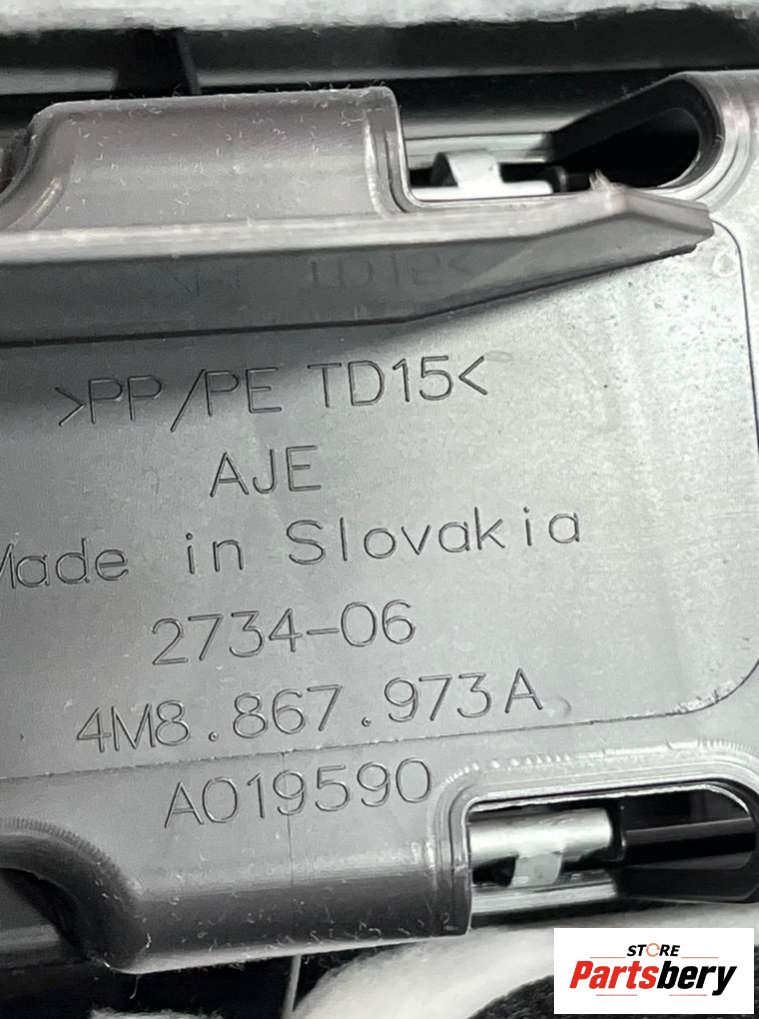 >PP/PE TD15<
AJE
Made in Slovakia
2734-06
4M8.867.973A
A019590
STORE
Partsbery